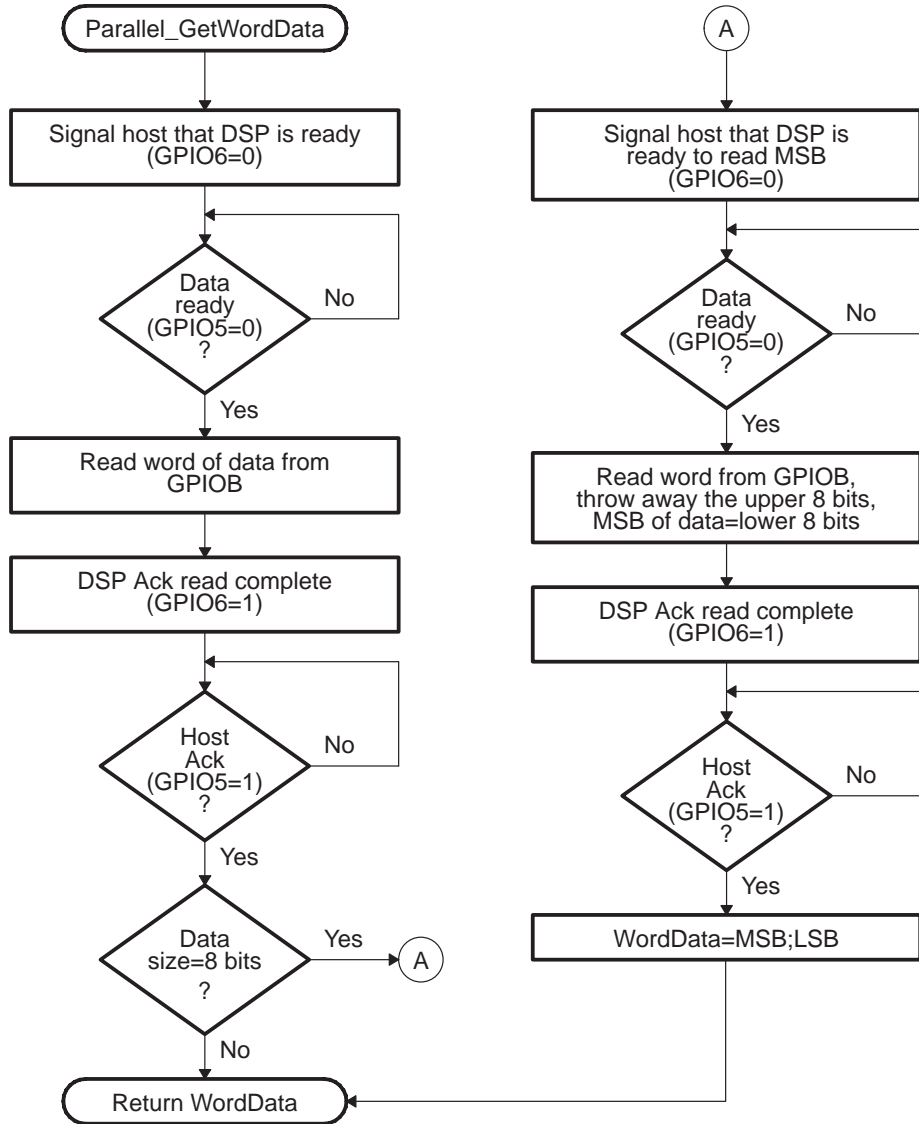 Parallel_GetWordData
Signal host that DSP is ready
(GPIO6=0)
Data
ready
(GPIO5=0)
?
No
Yes
Read word of data from
GPIOB
DSP Ack read complete
(GPIO6=1)
Host
Ack
(GPIO5=1)
?
No
Yes
Data
size=8 bits
?
Yes
A
No
Return WordData
A
Signal host that DSP is
ready to read MSB
(GPIO6=0)
Data
ready
(GPIO5=0)
?
No
Yes
Read word from GPIOB,
throw away the upper 8 bits,
MSB of data=lower 8 bits
DSP Ack read complete
(GPIO6=1)
Host
Ack
(GPIO5=1)
?
No
Yes
WordData=MSB;LSB